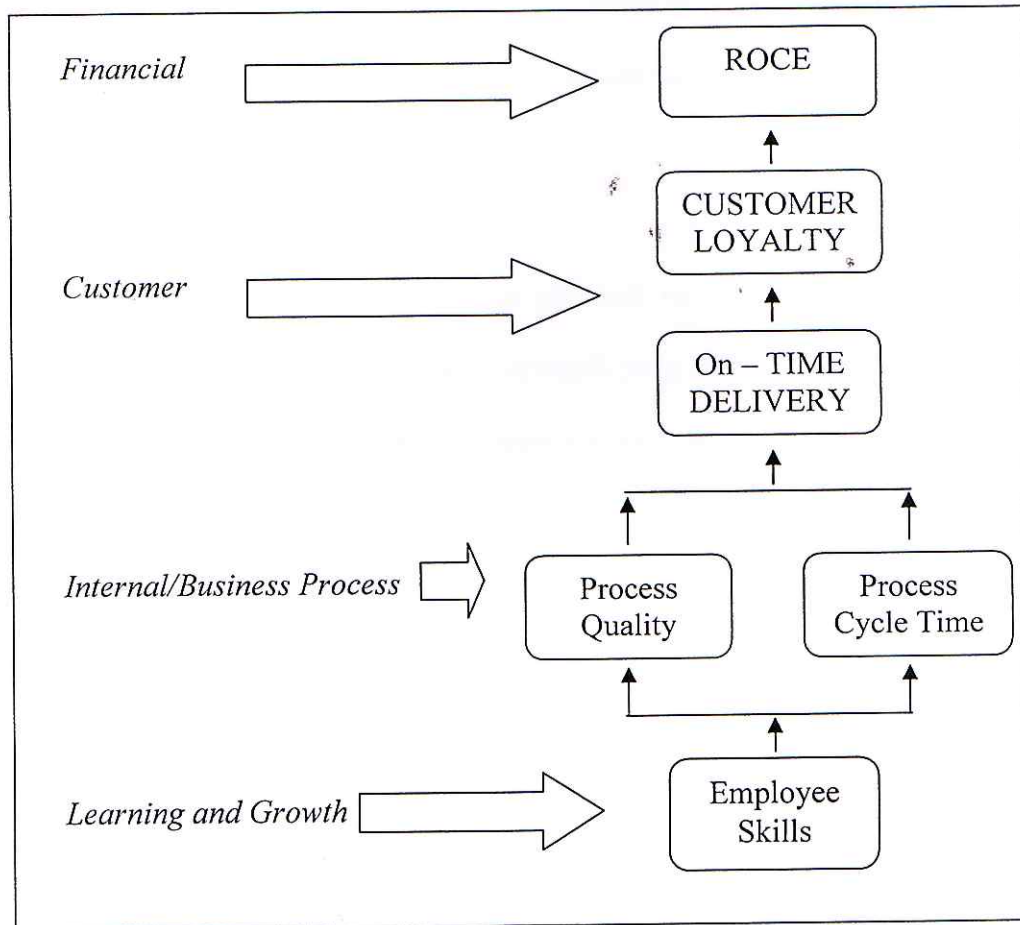 Financial
ROCE
CUSTOMER
LOYALTY
Customer
On – TIME
DELIVERY
Internal/Business Process
Process
Quality
Process
Cycle Time
Learning and Growth
Employee
Skills